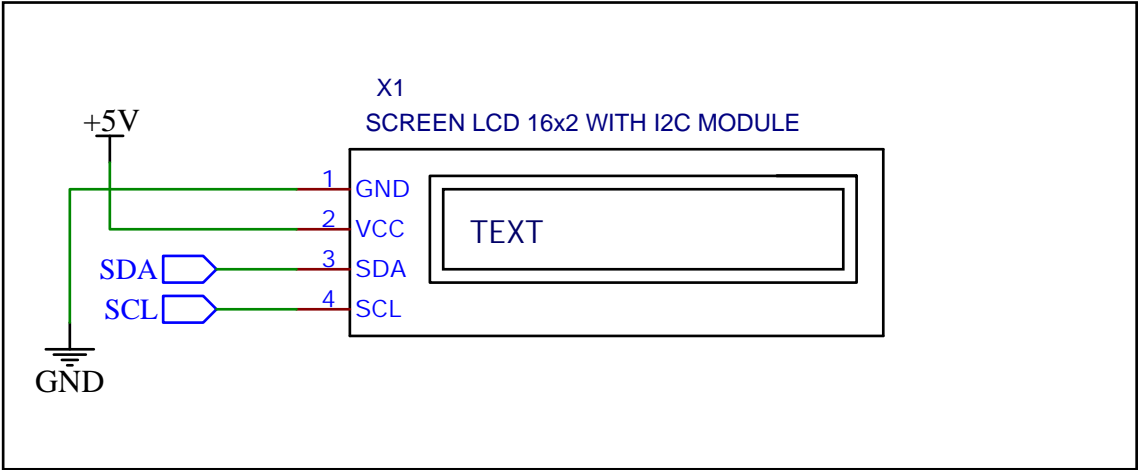 X1
SCREEN LCD 16x2 WITH I2C MODULE
+5V
1 GND
2 VCC
TEXT
SDA 3 SDA
SCL 4 SCL
GND